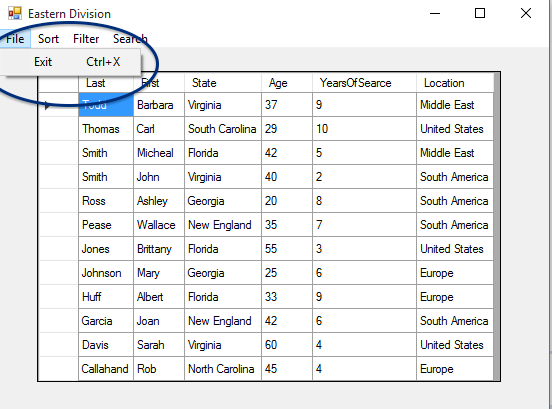 Eastern Division
File Sort Filter Search
Exit Ctrl+X
Last First State Age YearsOfSearce Location
Todd Barbara Virginia 37 9 Middle East
Thomas Carl South Carolina 29 10 United States
Smith Micheal Florida 42 5 Middle East
Smith John Virginia 40 2 South America
Ross Ashley Georgia 20 8 South America
Pease Wallace New England 35 7 South America
Jones Brittany Florida 55 3 United States
Johnson Mary Georgia 25 6 Europe
Huff Albert Florida 33 9 Europe
Garcia Joan New England 42 6 South America
Davis Sarah Virginia 60 4 United States
Callahand Rob North Carolina 45 4 Europe